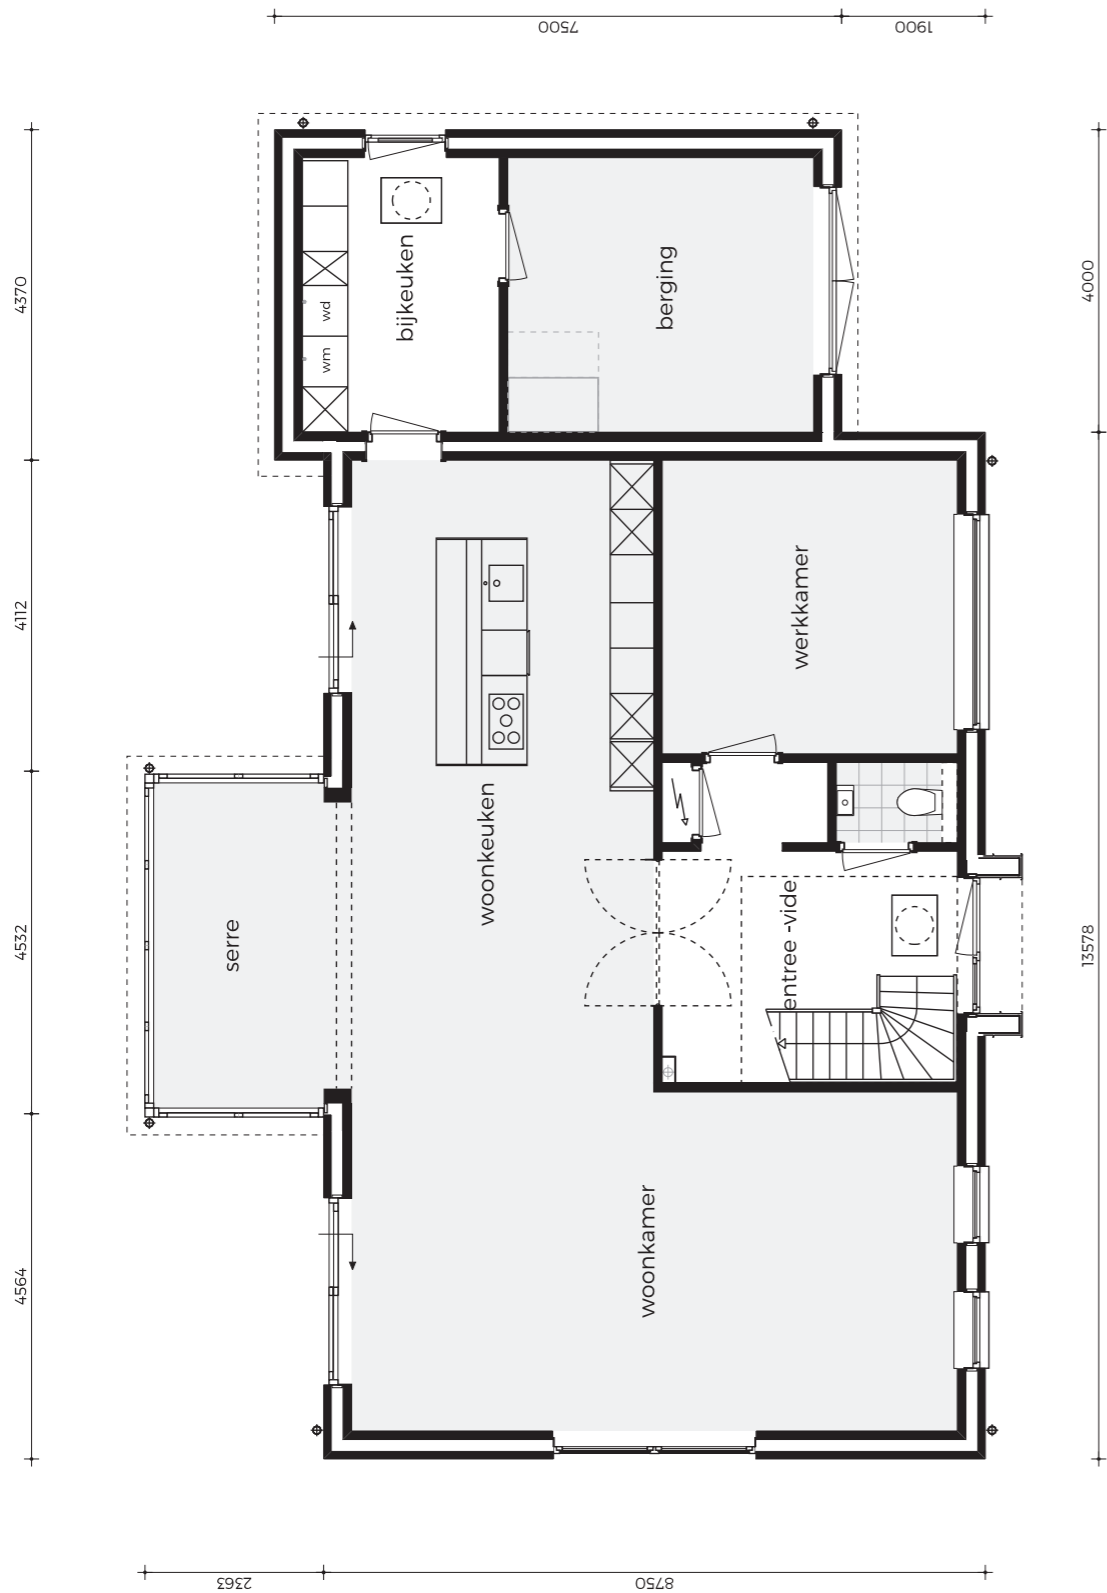 7500
1900
4370
4112
4532
4564
4000
13578
bijkeuken
wd
wm
berging
werkkamer
woonkeuken
serre
entree -vide
woonkamer
2363
8750